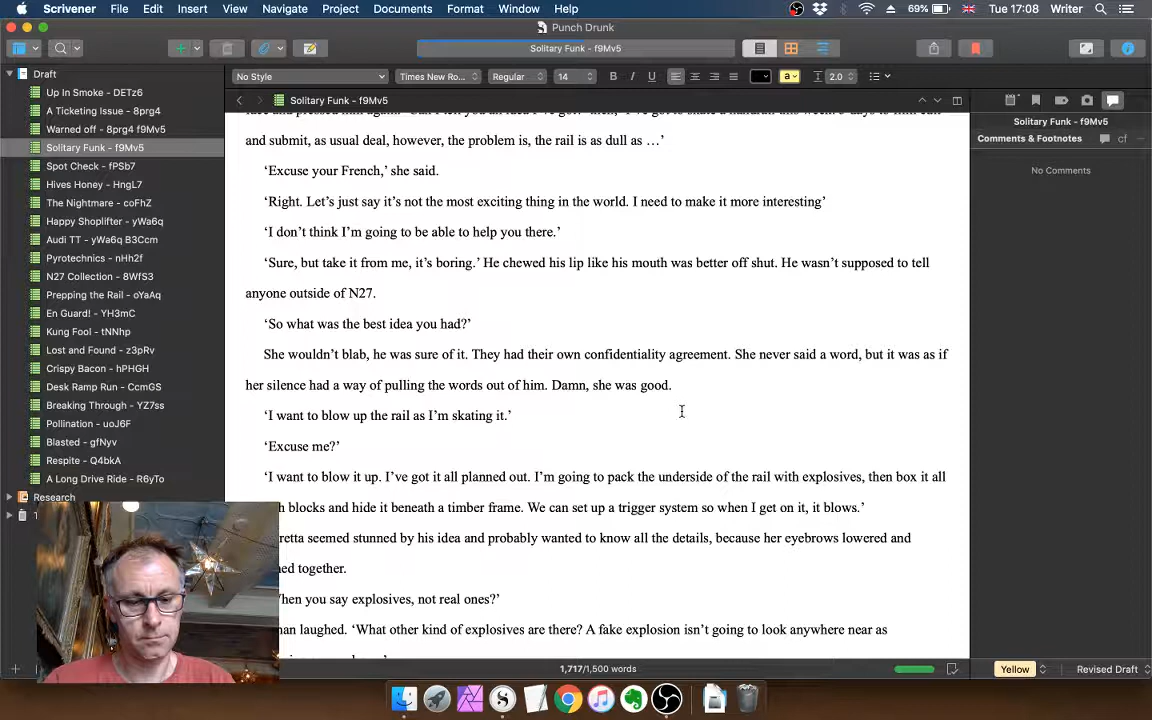 Scrivener File Edit Insert View Navigate Project Documents Format Window Help 69% Tue 17:08 Writer
Punch Drunk
Solitary Funk - f9Mv5
No Style Times New Ro... Regular 14 B I U a 2.0
Solitary Funk - f9Mv5
Draft
Up In Smoke - DETz6
A Ticketing Issue - 8prg4
Warned off - 8prg4 f9Mv5
Solitary Funk - f9Mv5
Spot Check - fPSb7
Hives Honey - HngL7
The Nightmare - coFhZ
Happy Shoplifter - yWa6q
Audi TT - yWa6q B3Ccm
Pyrotechnics - nHh2f
N27 Collection - 8WfS3
Prepping the Rail - oYaAq
En Guard! - YH3mC
Kung Fool - tNNhp
Lost and Found - z3pRv
Crispy Bacon - hPHGH
Desk Ramp Run - CcmGS
Breaking Through - YZ7ss
Pollination - uoJ6F
Blasted - gfNyv
Respite - Q4bkA
A Long Drive Ride - R6yTo
Research
and submit, as usual deal, however, the problem is, the rail is as dull as …’
‘Excuse your French,’ she said.
‘Right. Let’s just say it’s not the most exciting thing in the world. I need to make it more interesting’
‘I don’t think I’m going to be able to help you there.’
‘Sure, but take it from me, it’s boring.’ He chewed his lip like his mouth was better off shut. He wasn’t supposed to tell
anyone outside of N27.
‘So what was the best idea you had?’
She wouldn’t blab, he was sure of it. They had their own confidentiality agreement. She never said a word, but it was as if
her silence had a way of pulling the words out of him. Damn, she was good.
‘I want to blow up the rail as I’m skating it.’
‘Excuse me?’
‘I want to blow it up. I’ve got it all planned out. I’m going to pack the underside of the rail with explosives, then box it all
blocks and hide it beneath a timber frame. We can set up a trigger system so when I get on it, it blows.’
retta seemed stunned by his idea and probably wanted to know all the details, because her eyebrows lowered and
ned together.
hen you say explosives, not real ones?’
nan laughed. ‘What other kind of explosives are there? A fake explosion isn’t going to look anywhere near as
1,717/1,500 words
Solitary Funk - f9Mv5
Comments & Footnotes cf
No Comments
Yellow Revised Draft